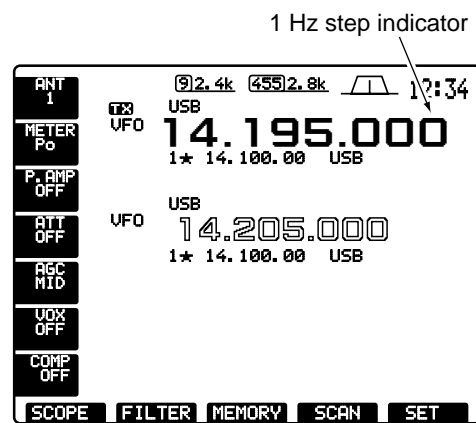 1 Hz step indicator
ANT
1
[9]2.4k [455]2.8k 12:34
TX USB
METER
Po
VFO 14.195.000
1★ 14.100.00 USB
P.AMP
OFF
USB
ATT
OFF
VFO 14.205.000
1★ 14.100.00 USB
AGC
MID
VOX
OFF
COMP
OFF
SCOPE FILTER MEMORY SCAN SET